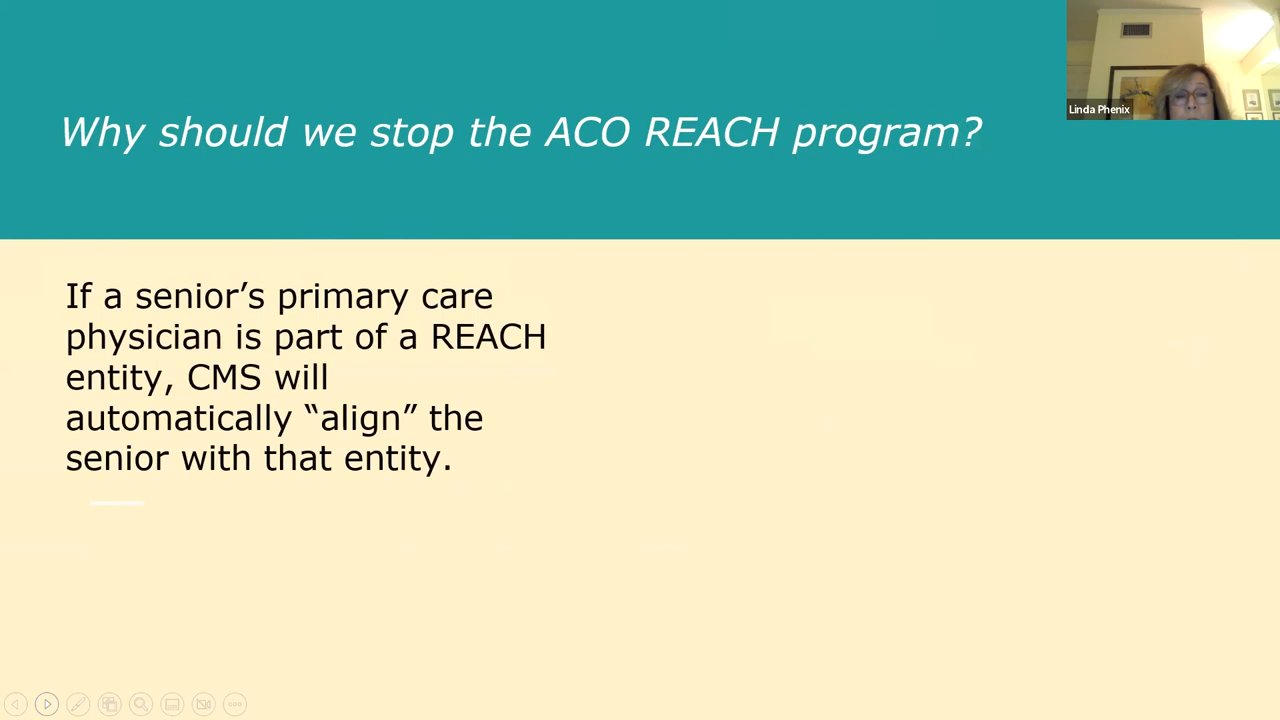 Why should we stop the ACO REACH program?
Linda Phenix
If a senior’s primary care
physician is part of a REACH
entity, CMS will
automatically “align” the
senior with that entity.